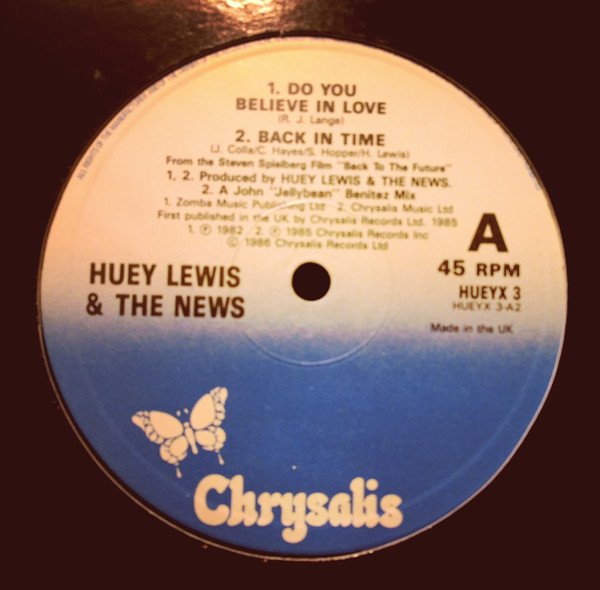 1. DO YOU
BELIEVE IN LOVE
(R. J. Lange)
2. BACK IN TIME
(J. Colla/C. Hayes/S. Hopper/H. Lewis)
From the Steven Spielberg Film "Back To The Future"
1. 2. Produced by HUEY LEWIS & THE NEWS.
2. A John "Jellybean" Benitez Mix
1. Zomba Music Publishing Ltd 2. Chrysalis Music Ltd
First published in the UK by Chrysalis Records Ltd. 1985
1. Ⓟ 1982 2. Ⓟ 1985 Chrysalis Records Inc
© 1986 Chrysalis Records Ltd
A
45 RPM
HUEYX 3
HUEYX 3-A2
Made in the UK
HUEY LEWIS
& THE NEWS
Chrysalis